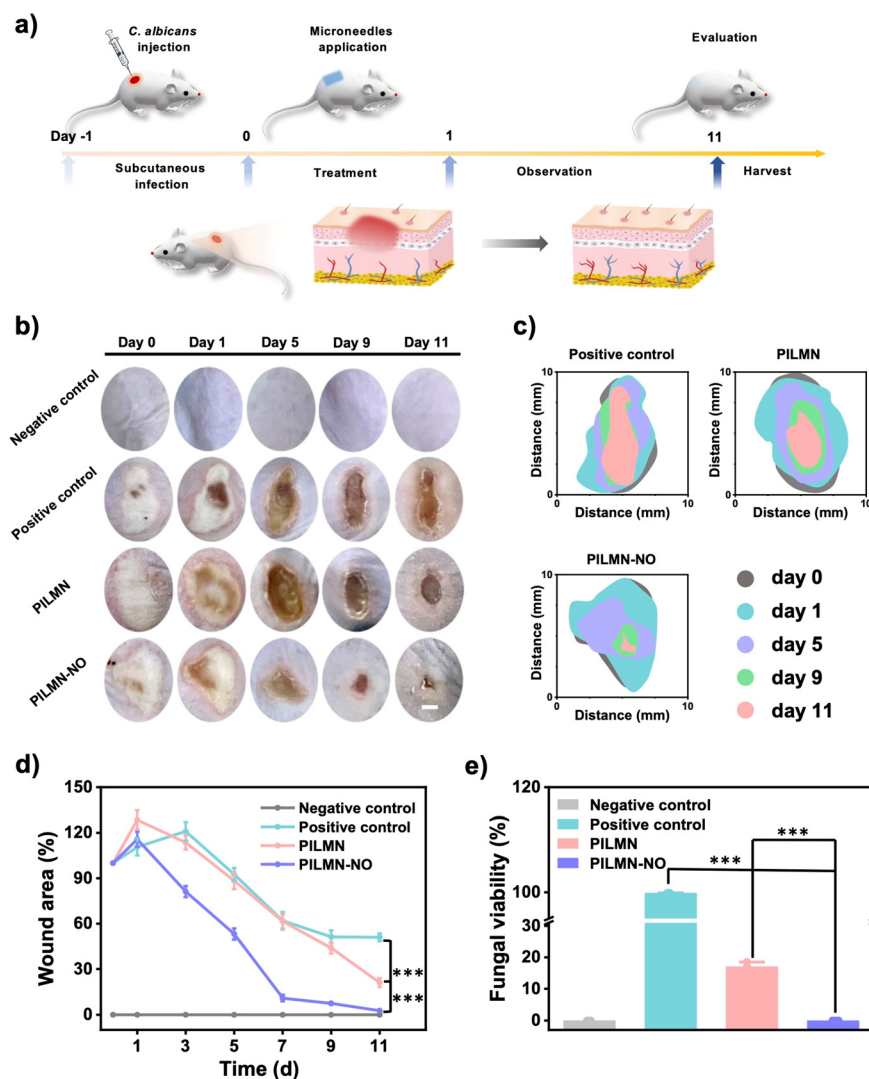 a)
C. albicans
injection
Microneedles
application
Evaluation
Day -1
0
1
11
Subcutaneous
infection
Treatment
Observation
Harvest
b)
Day 0
Day 1
Day 5
Day 9
Day 11
Negative control
Positive control
PILMN
PILMN-NO
c)
Positive control
10
Distance (mm)
0
10
Distance (mm)
PILMN
10
Distance (mm)
0
10
Distance (mm)
PILMN-NO
10
Distance (mm)
0
10
Distance (mm)
day 0
day 1
day 5
day 9
day 11
d)
150
120
90
60
30
0
Wound area (%)
Negative control
Positive control
PILMN
PILMN-NO
***
***
1
3
5
7
9
11
Time (d)
e)
120
100
30
20
10
0
Fungal viability (%)
Negative control
Positive control
PILMN
PILMN-NO
***
***